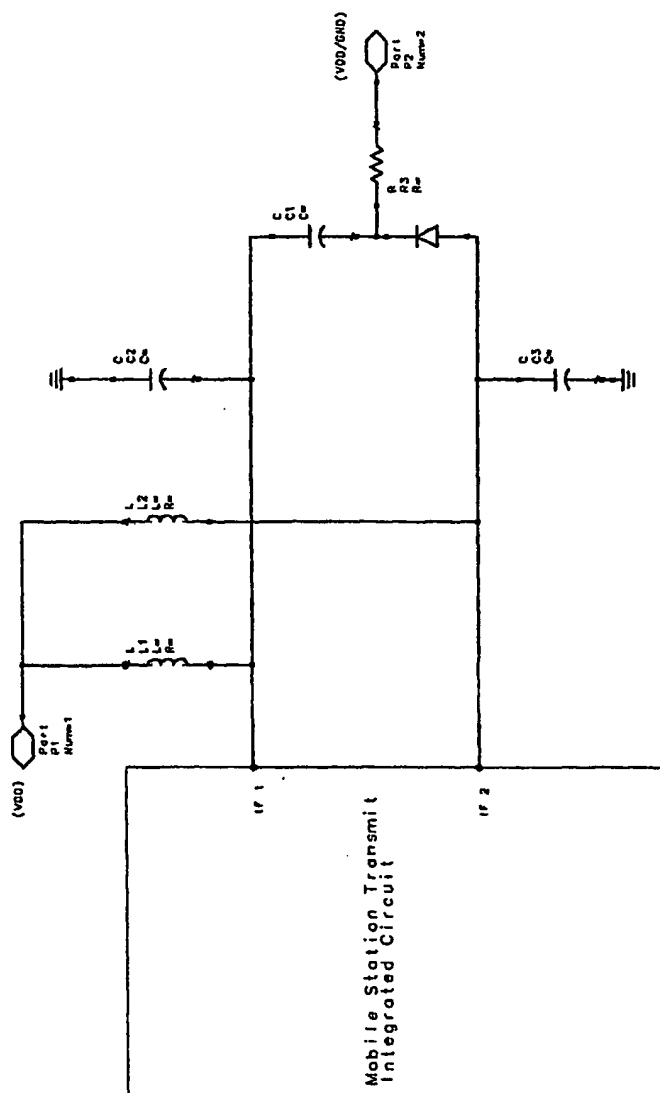 (VDD)
Port
P1
Num=1
L
L1
L=
R=
L
L2
L=
R=
C
C2
C=
C
C1
C=
R
R3
R=
(VDD/GND)
Port
P2
Num=2
C
C3
C=
IF 1
IF 2
Mobile Station Transmit
Integrated Circuit